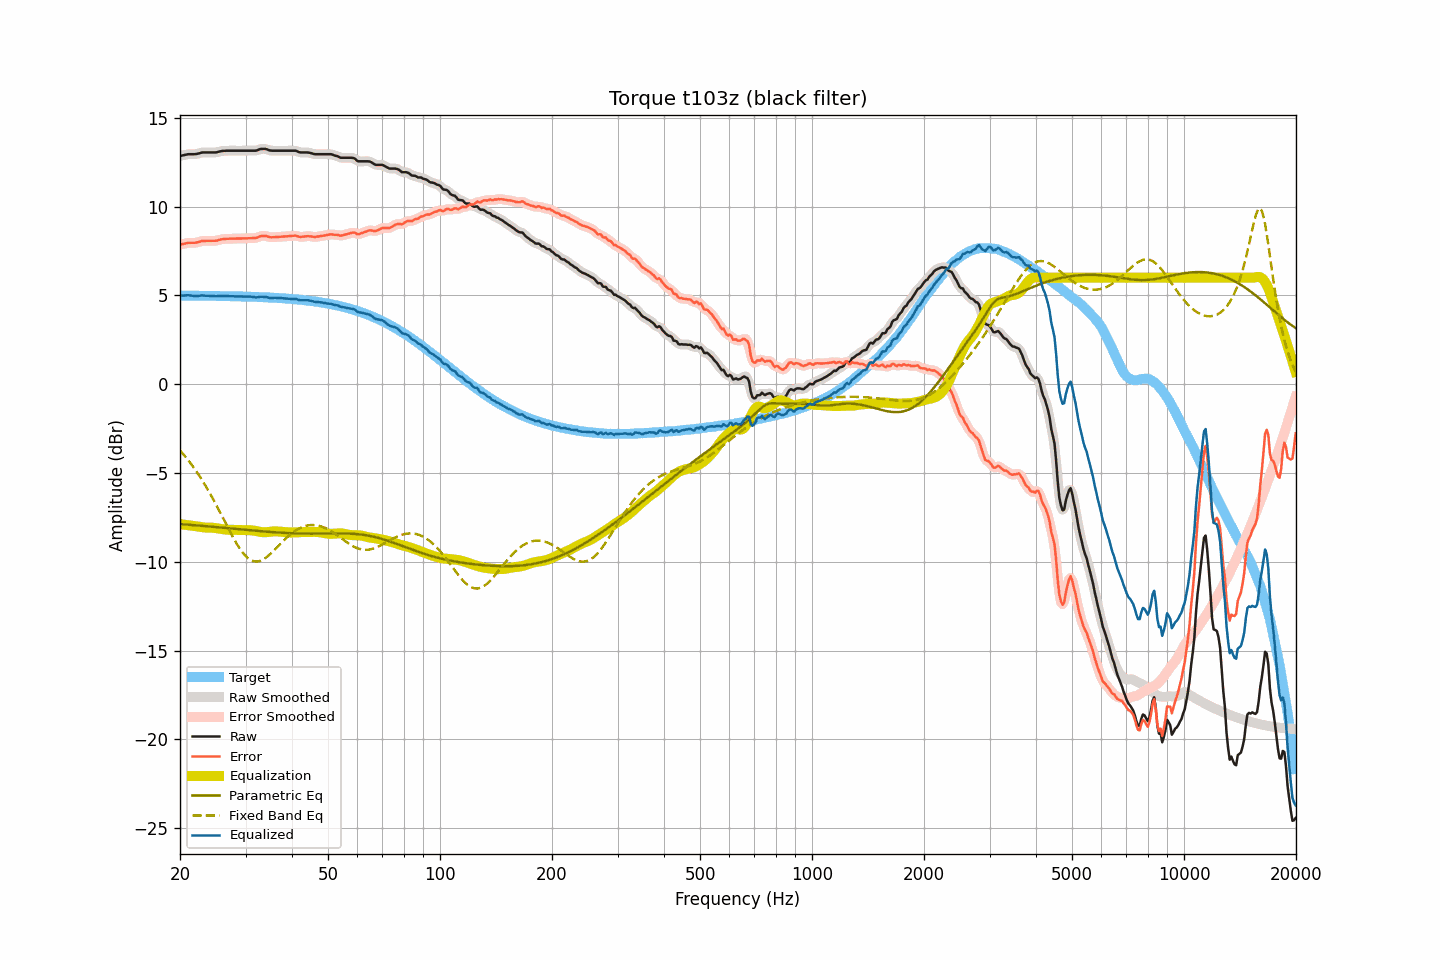 Torque t103z (black filter)
15
10
5
0
−5
−10
−15
−20
−25
Amplitude (dBr)
Target
Raw Smoothed
Error Smoothed
Raw
Error
Equalization
Parametric Eq
Fixed Band Eq
Equalized
20 50 100 200 500 1000 2000 5000 10000 20000
Frequency (Hz)